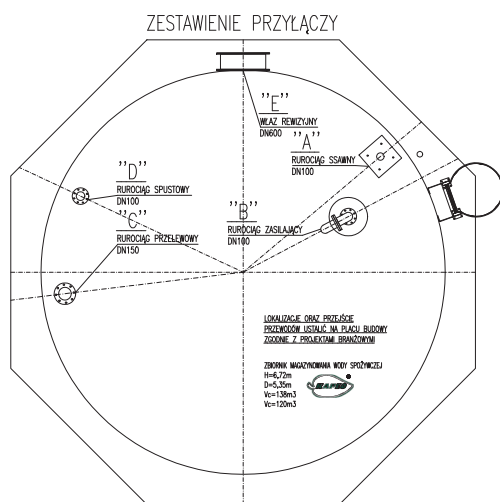 ZESTAWIENIE PRZYŁĄCZY
"E"
WŁAZ REWIZYJNY
DN600
"A"
RUROCIĄG SSAWNY
DN100
"D"
RUROCIĄG SPUSTOWY
DN100
"B"
RUROCIĄG ZASILAJĄCY
DN100
"C"
RUROCIĄG PRZELEWOWY
DN150
LOKALIZACJE ORAZ PRZEJŚCIE
PRZEWODÓW USTALIĆ NA PLACU BUDOWY
ZGODNIE Z PROJEKTAMI BRANŻOWYMI
ZBIORNIK MAGAZYNOWANIA WODY SPOŻYWCZEJ
H=6,72m
D=5,35m
Vc=138m3
Vc=120m3